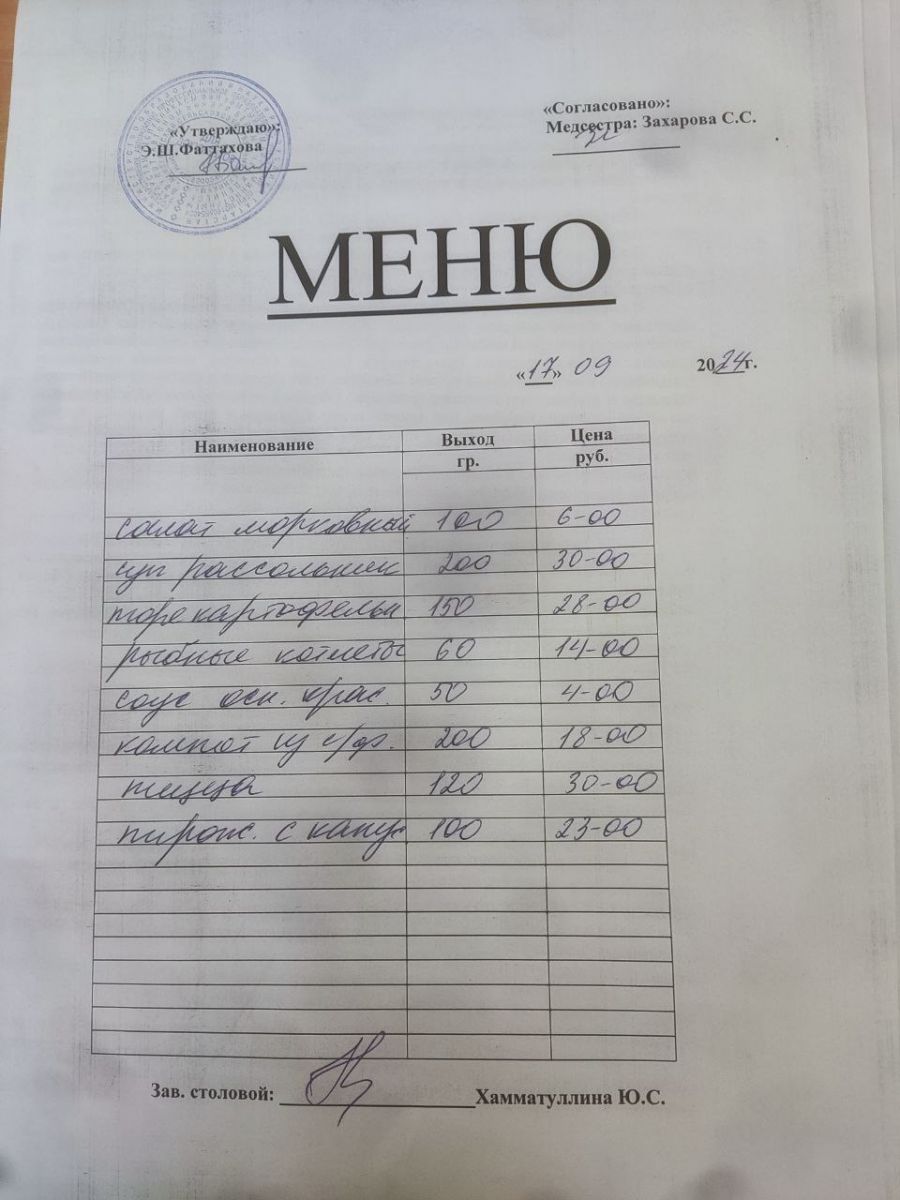 «Утверждаю»:
Э.Ш.Фаттахова
«Согласовано»:
Медсестра: Захарова С.С.
МЕНЮ
«17» 09 2024г.
Наименование Выход гр. Цена руб.
салат морковный 100 6-00
суп рассольник 200 30-00
пюре картофельн 150 28-00
рыбные котлеты 60 14-00
соус осн. крас. 50 4-00
компот из с/фр. 200 18-00
пицца 120 30-00
пирож. с капус 100 23-00
Зав. столовой: Хамматуллина Ю.С.